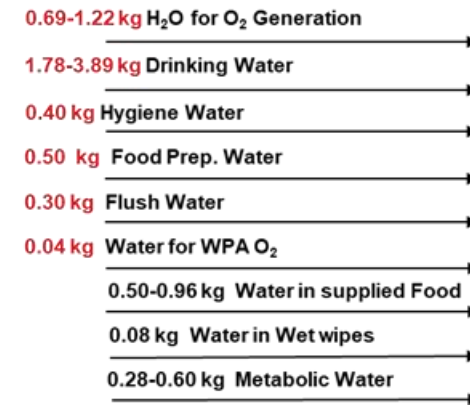 0.69-1.22 kg H₂O for O₂ Generation
1.78-3.89 kg Drinking Water
0.40 kg Hygiene Water
0.50 kg Food Prep. Water
0.30 kg Flush Water
0.04 kg Water for WPA O₂
0.50-0.96 kg Water in supplied Food
0.08 kg Water in Wet wipes
0.28-0.60 kg Metabolic Water